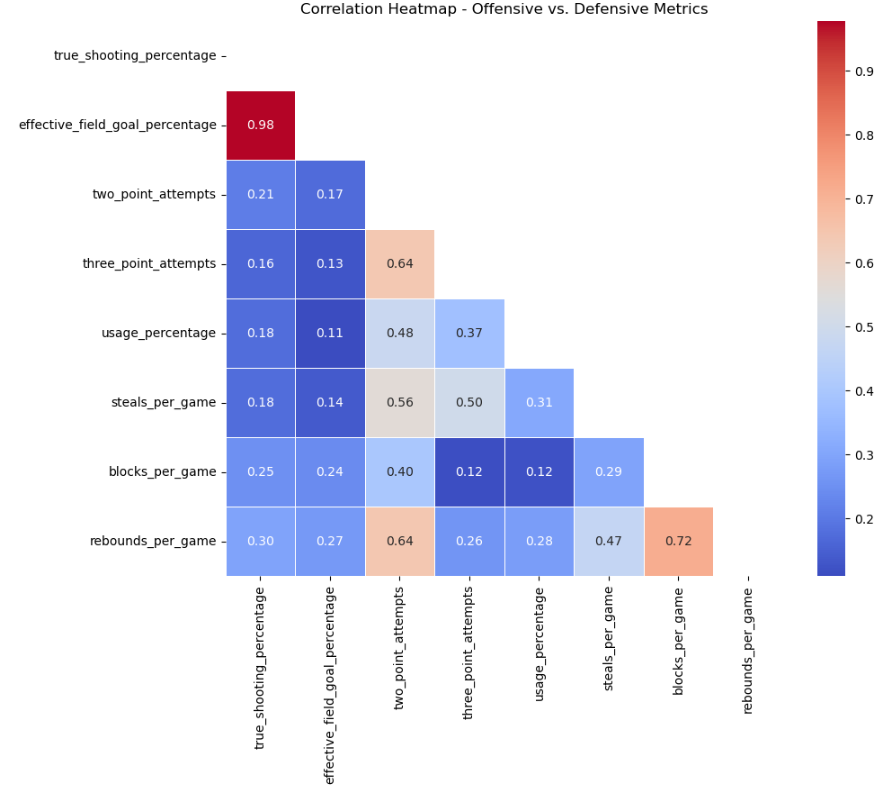 Correlation Heatmap - Offensive vs. Defensive Metrics
true_shooting_percentage
effective_field_goal_percentage 0.98
two_point_attempts 0.21 0.17
three_point_attempts 0.16 0.13 0.64
usage_percentage 0.18 0.11 0.48 0.37
steals_per_game 0.18 0.14 0.56 0.50 0.31
blocks_per_game 0.25 0.24 0.40 0.12 0.12 0.29
rebounds_per_game 0.30 0.27 0.64 0.26 0.28 0.47 0.72
true_shooting_percentage
effective_field_goal_percentage
two_point_attempts
three_point_attempts
usage_percentage
steals_per_game
blocks_per_game
rebounds_per_game
0.9
0.8
0.7
0.6
0.5
0.4
0.3
0.2